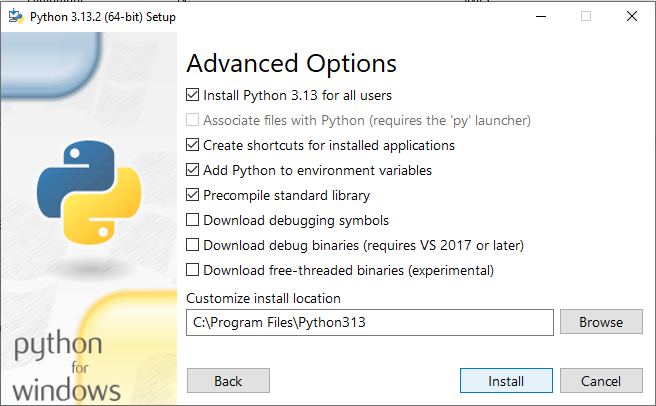 Python 3.13.2 (64-bit) Setup
Advanced Options
Install Python 3.13 for all users
Associate files with Python (requires the 'py' launcher)
Create shortcuts for installed applications
Add Python to environment variables
Precompile standard library
Download debugging symbols
Download debug binaries (requires VS 2017 or later)
Download free-threaded binaries (experimental)
Customize install location
C:\Program Files\Python313
Browse
python
for
windows
Back
Install
Cancel